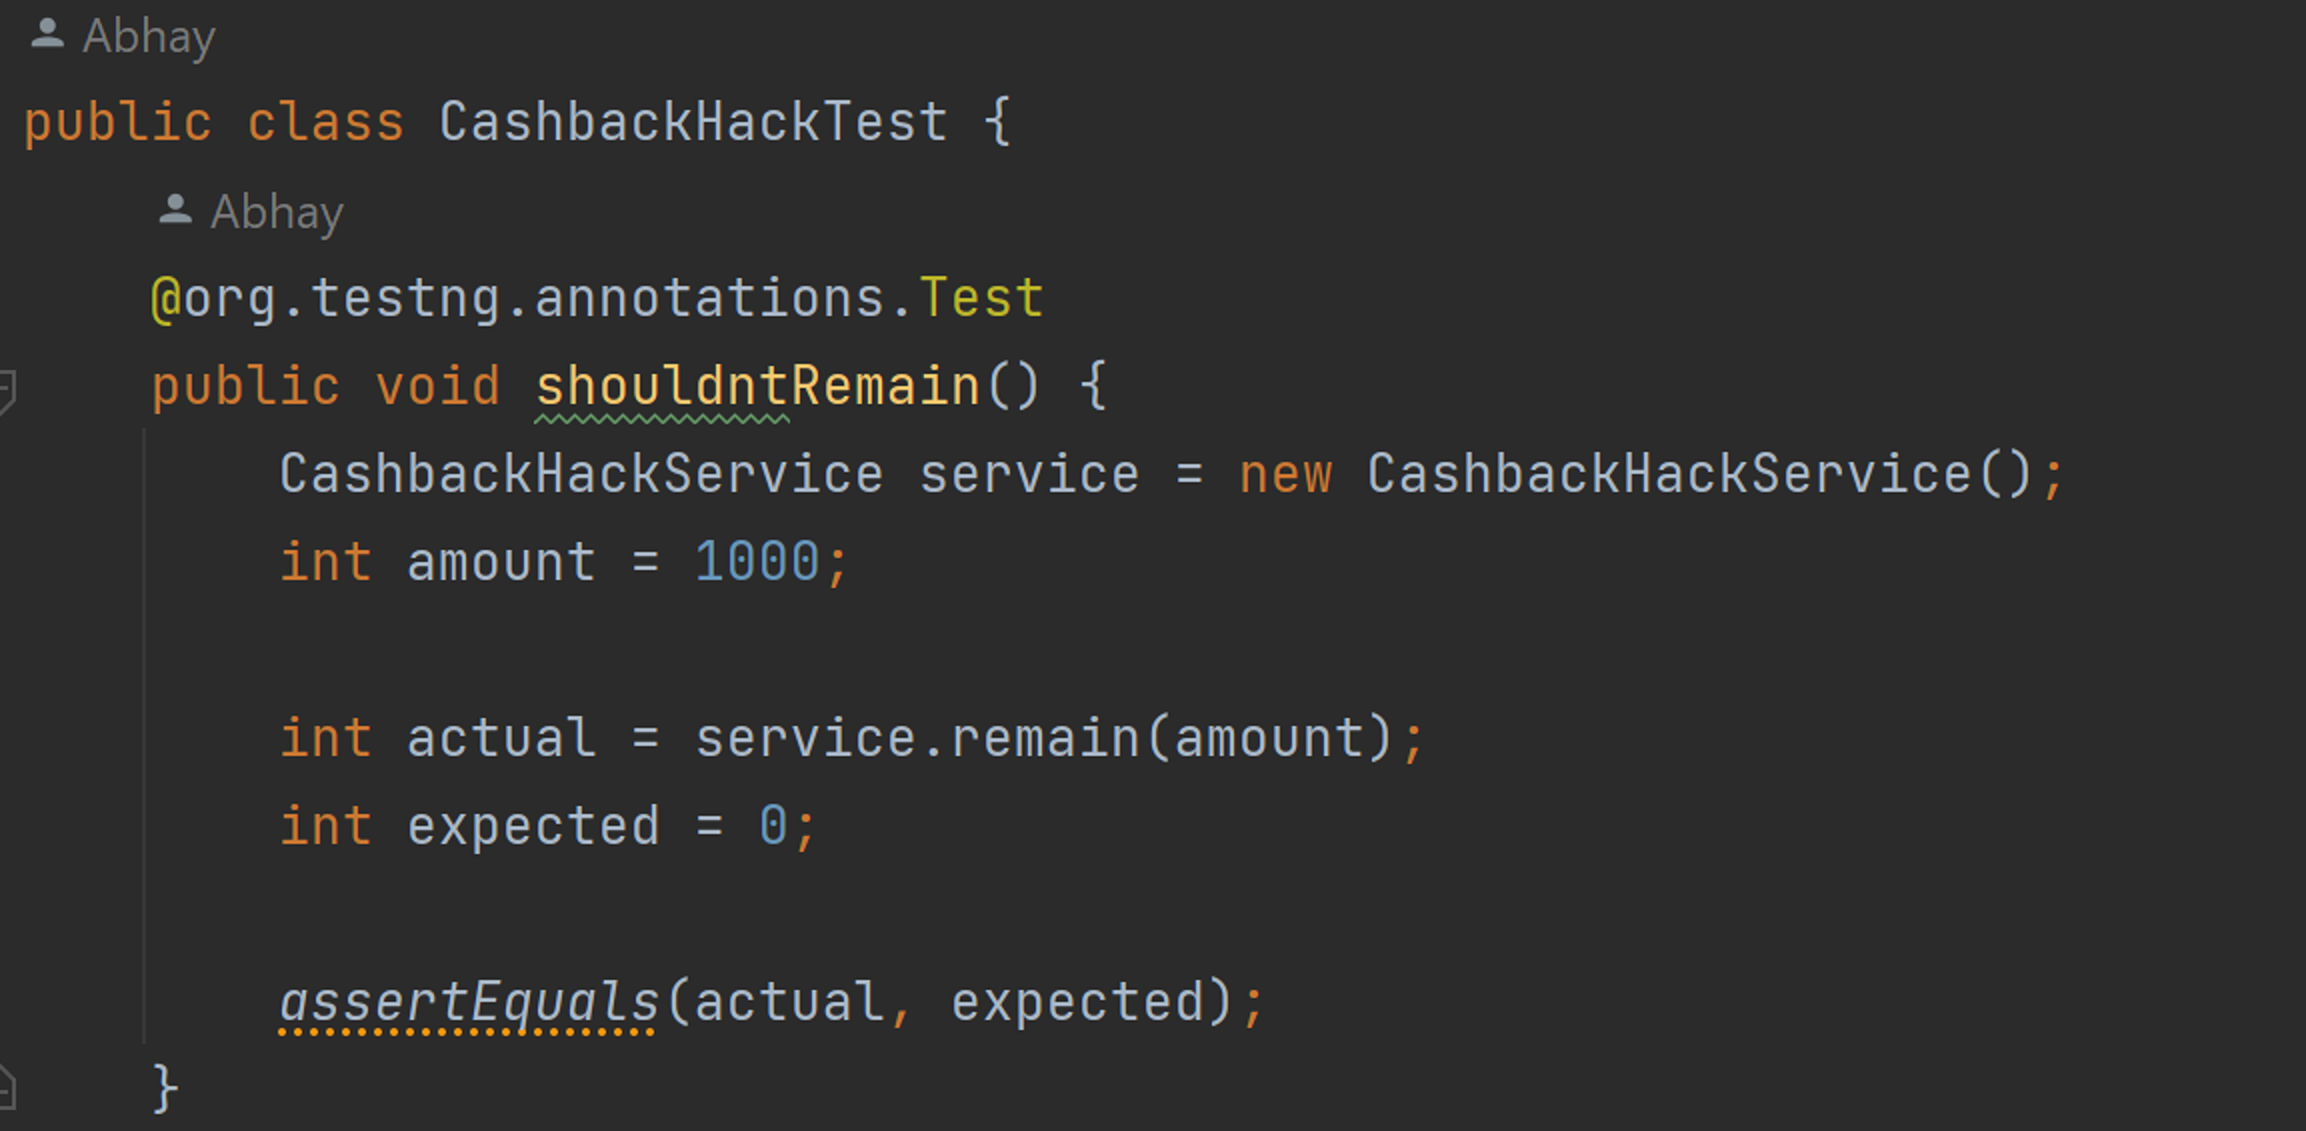 Abhay
public class CashbackHackTest {
Abhay
@org.testng.annotations.Test
public void shouldntRemain() {
CashbackHackService service = new CashbackHackService();
int amount = 1000;
int actual = service.remain(amount);
int expected = 0;
assertEquals(actual, expected);
}